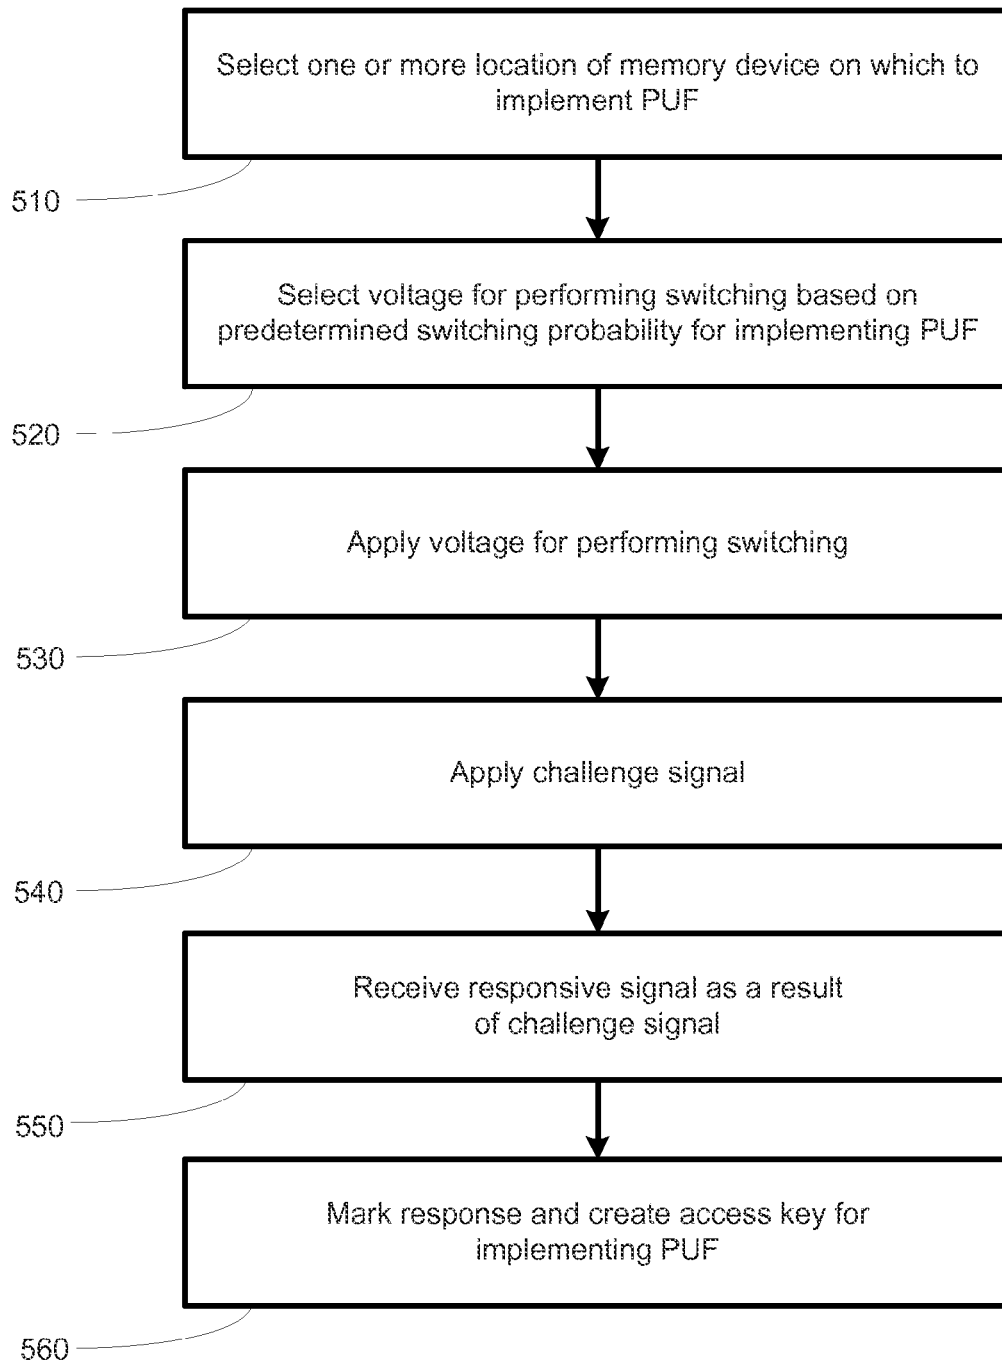 Select one or more location of memory device on which to
implement PUF
510
Select voltage for performing switching based on
predetermined switching probability for implementing PUF
520
Apply voltage for performing switching
530
Apply challenge signal
540
Receive responsive signal as a result
of challenge signal
550
Mark response and create access key for
implementing PUF
560